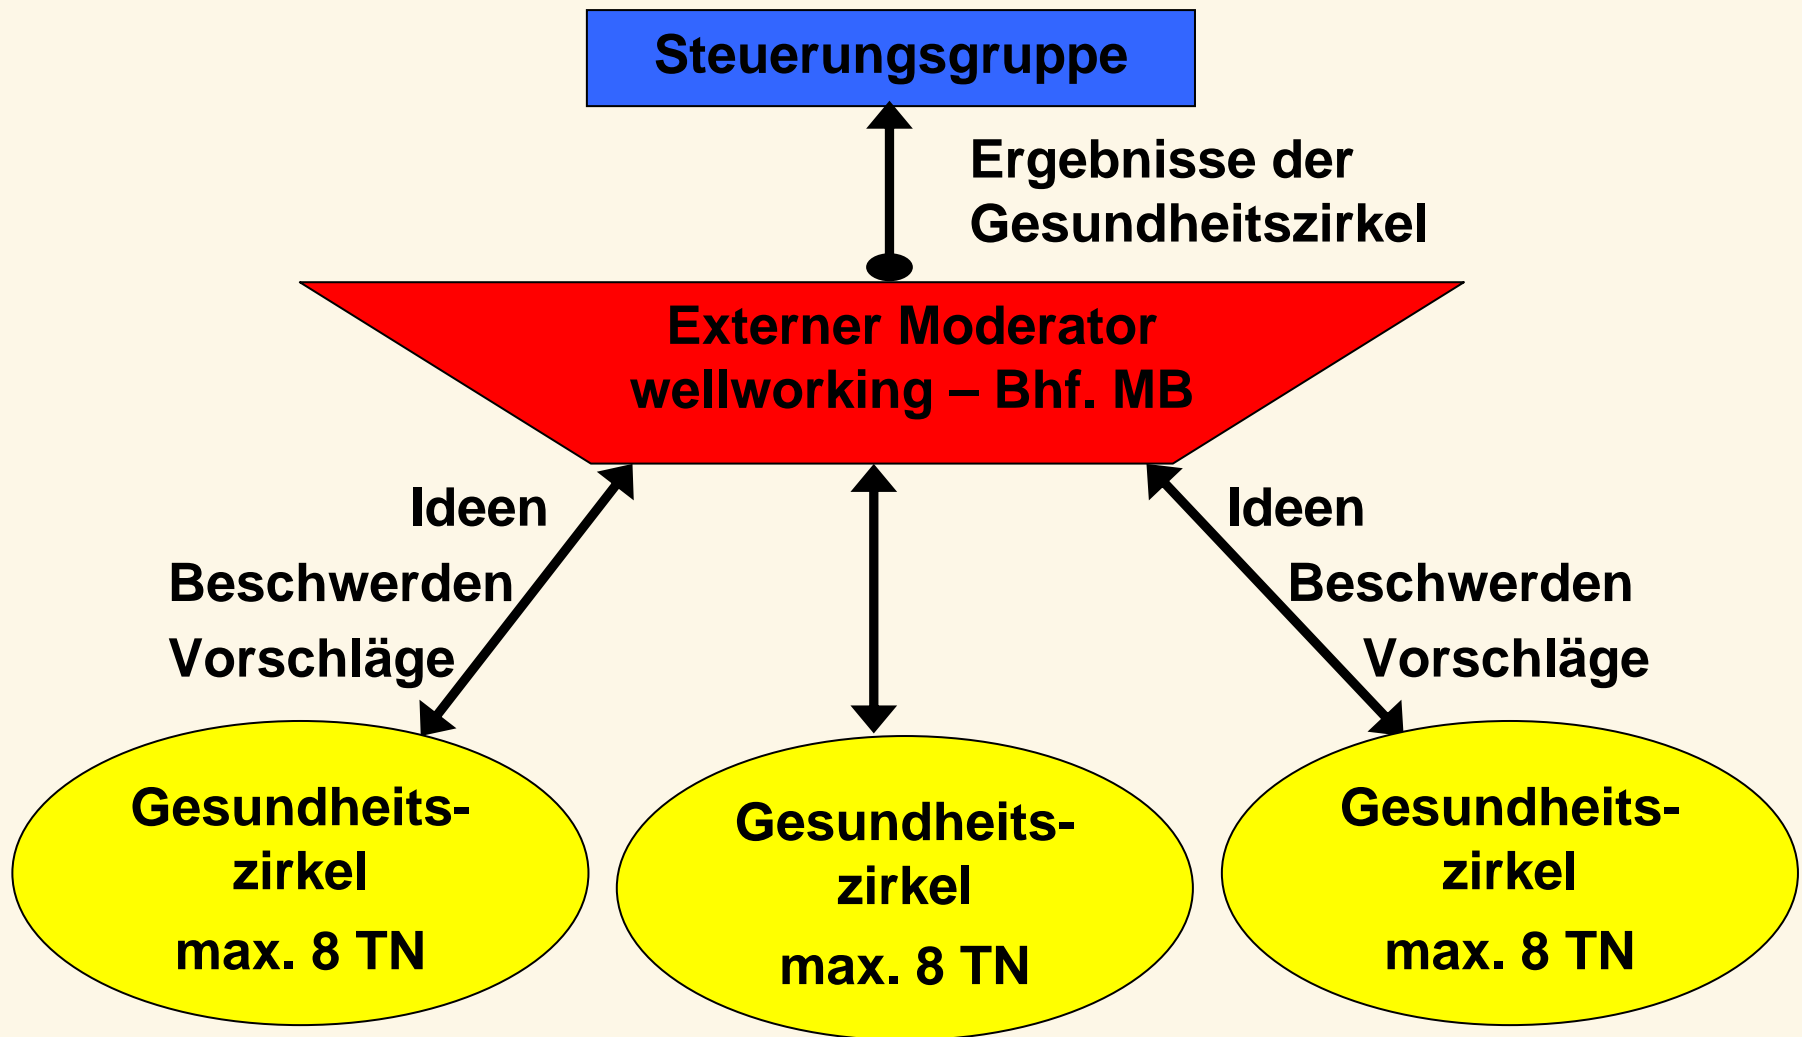 Steuerungsgruppe
Ergebnisse der
Gesundheitszirkel
Externer Moderator
wellworking – Bhf. MB
Ideen
Beschwerden
Vorschläge
Ideen
Beschwerden
Vorschläge
Gesundheits-
zirkel
max. 8 TN
Gesundheits-
zirkel
max. 8 TN
Gesundheits-
zirkel
max. 8 TN